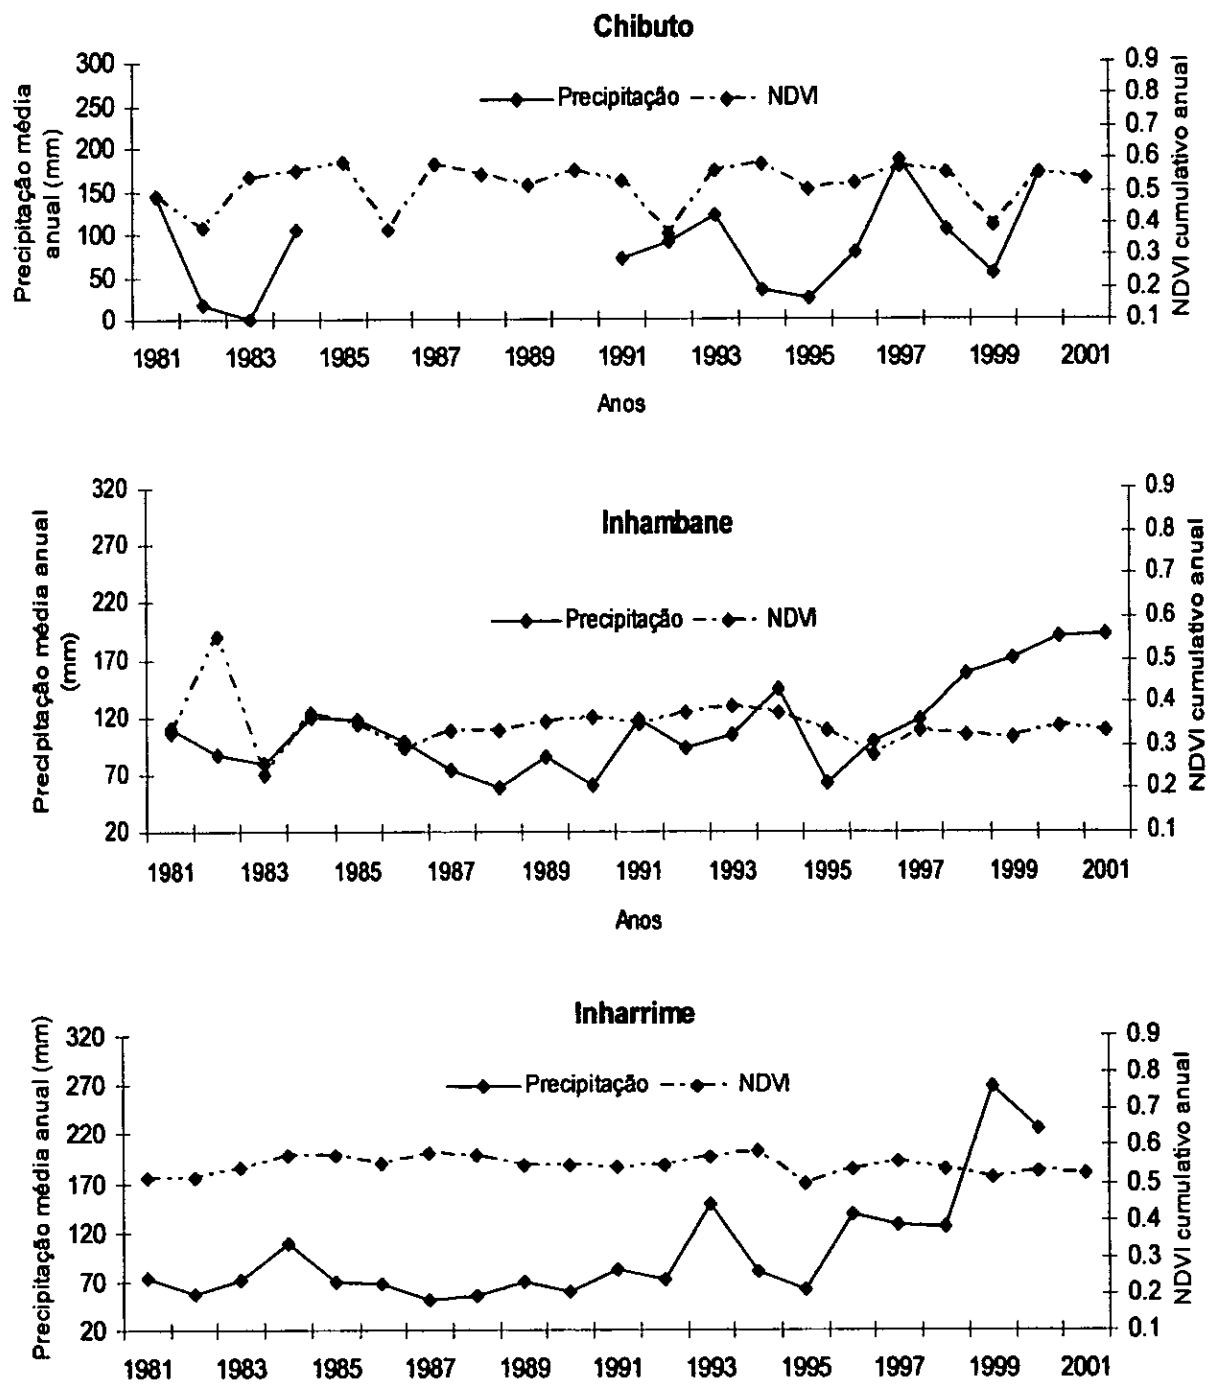 Chibuto
Precipitação média
anual (mm)
300
250
200
150
100
50
0
Precipitação NDVI
0.9
0.8
0.7
0.6
0.5
0.4
0.3
0.2
0.1
NDVI cumulativo anual
1981 1983 1985 1987 1989 1991 1993 1995 1997 1999 2001
Anos
Inhambane
Precipitação média anual
(mm)
320
270
220
170
120
70
20
Precipitação NDVI
0.9
0.8
0.7
0.6
0.5
0.4
0.3
0.2
0.1
NDVI cumulativo anual
1981 1983 1985 1987 1989 1991 1993 1995 1997 1999 2001
Anos
Inharrime
Precipitação média anual (mm)
320
270
220
170
120
70
20
Precipitação NDVI
0.9
0.8
0.7
0.6
0.5
0.4
0.3
0.2
0.1
NDVI cumulativo anual
1981 1983 1985 1987 1989 1991 1993 1995 1997 1999 2001